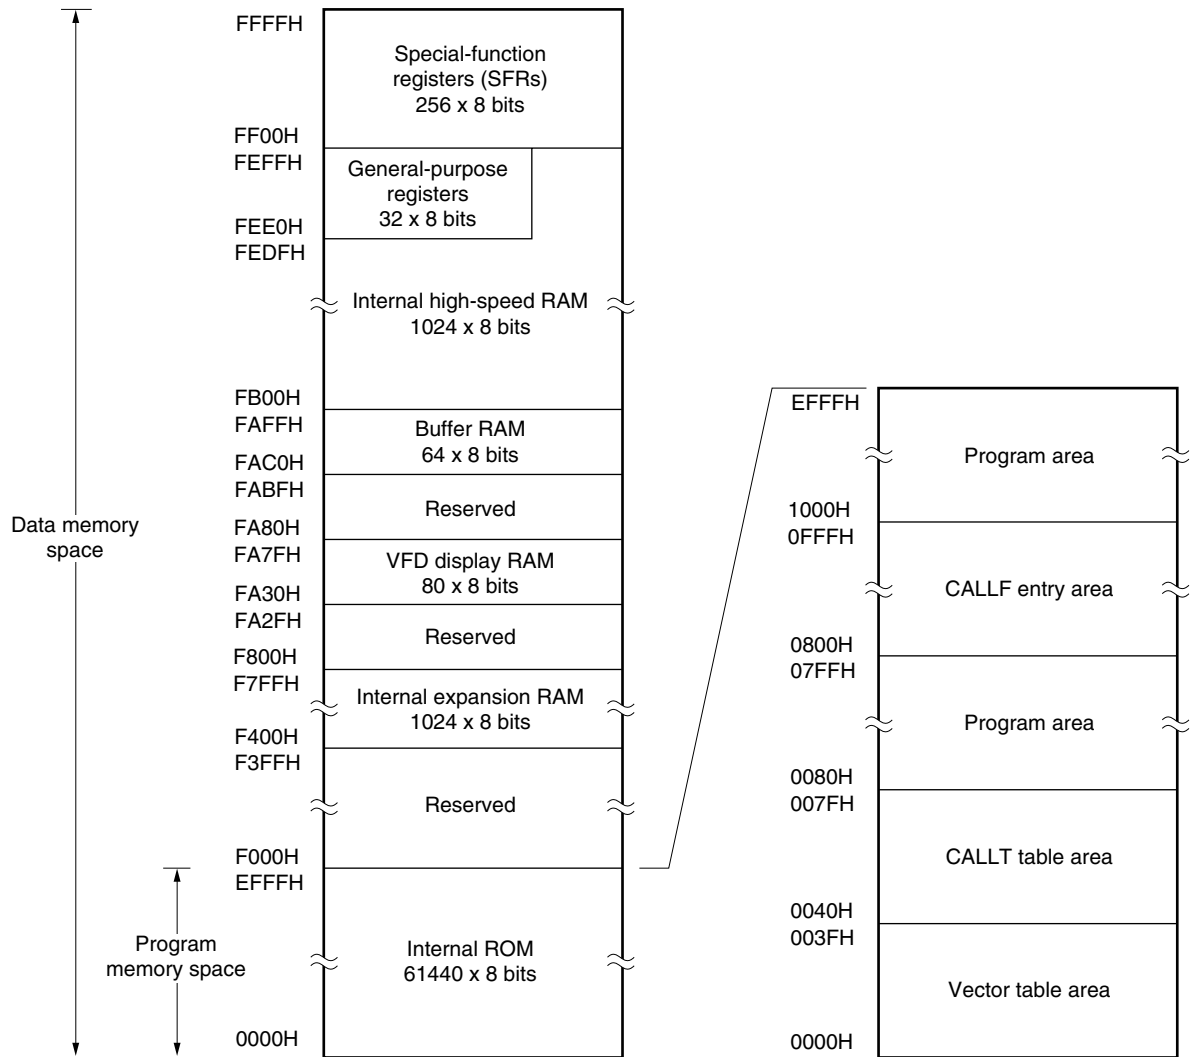 FFFFH
Special-function
registers (SFRs)
256 x 8 bits
FF00H
FEFFH
General-purpose
registers
32 x 8 bits
FEE0H
FEDFH
Internal high-speed RAM
1024 x 8 bits
FB00H
FAFFH
Buffer RAM
64 x 8 bits
FAC0H
FABFH
Reserved
FA80H
FA7FH
VFD display RAM
80 x 8 bits
FA30H
FA2FH
Reserved
F800H
F7FFH
Internal expansion RAM
1024 x 8 bits
F400H
F3FFH
Reserved
F000H
EFFFH
Internal ROM
61440 x 8 bits
0000H
Data memory
space
Program
memory space
EFFFH
Program area
1000H
0FFFH
CALLF entry area
0800H
07FFH
Program area
0080H
007FH
CALLT table area
0040H
003FH
Vector table area
0000H